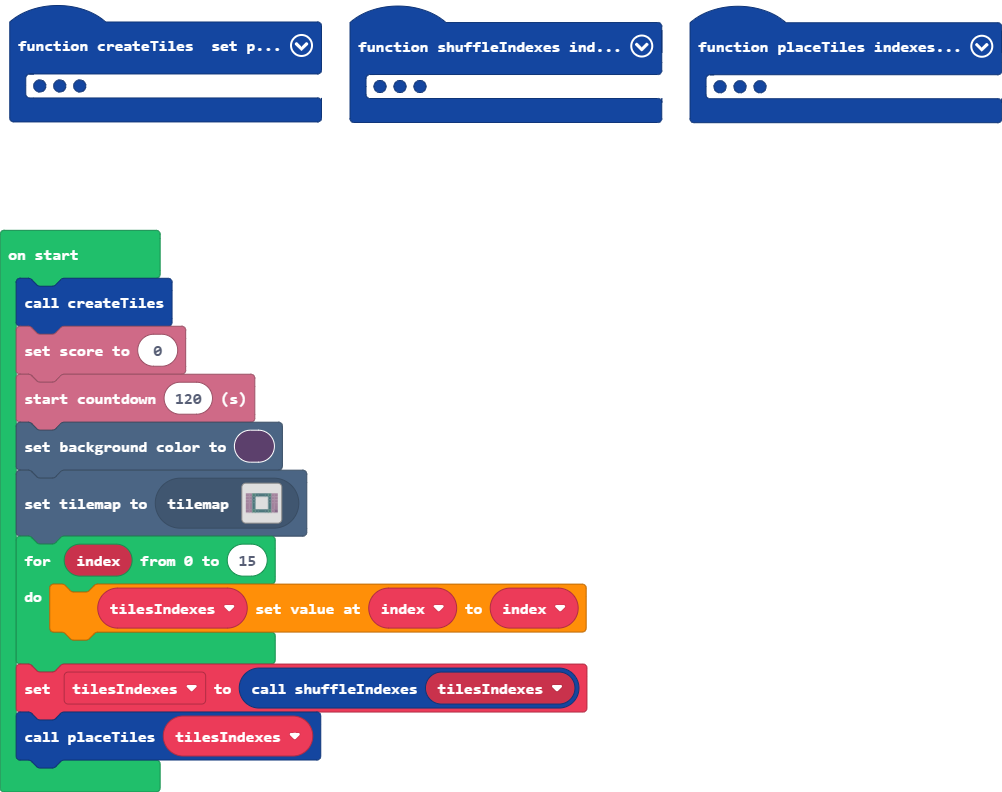 function createTiles set p...
function shuffleIndexes ind...
function placeTiles indexes...
on start
call createTiles
set score to 0
start countdown 120 (s)
set background color to
set tilemap to tilemap
for index from 0 to 15
do tilesIndexes set value at index to index
set tilesIndexes to call shuffleIndexes tilesIndexes
call placeTiles tilesIndexes